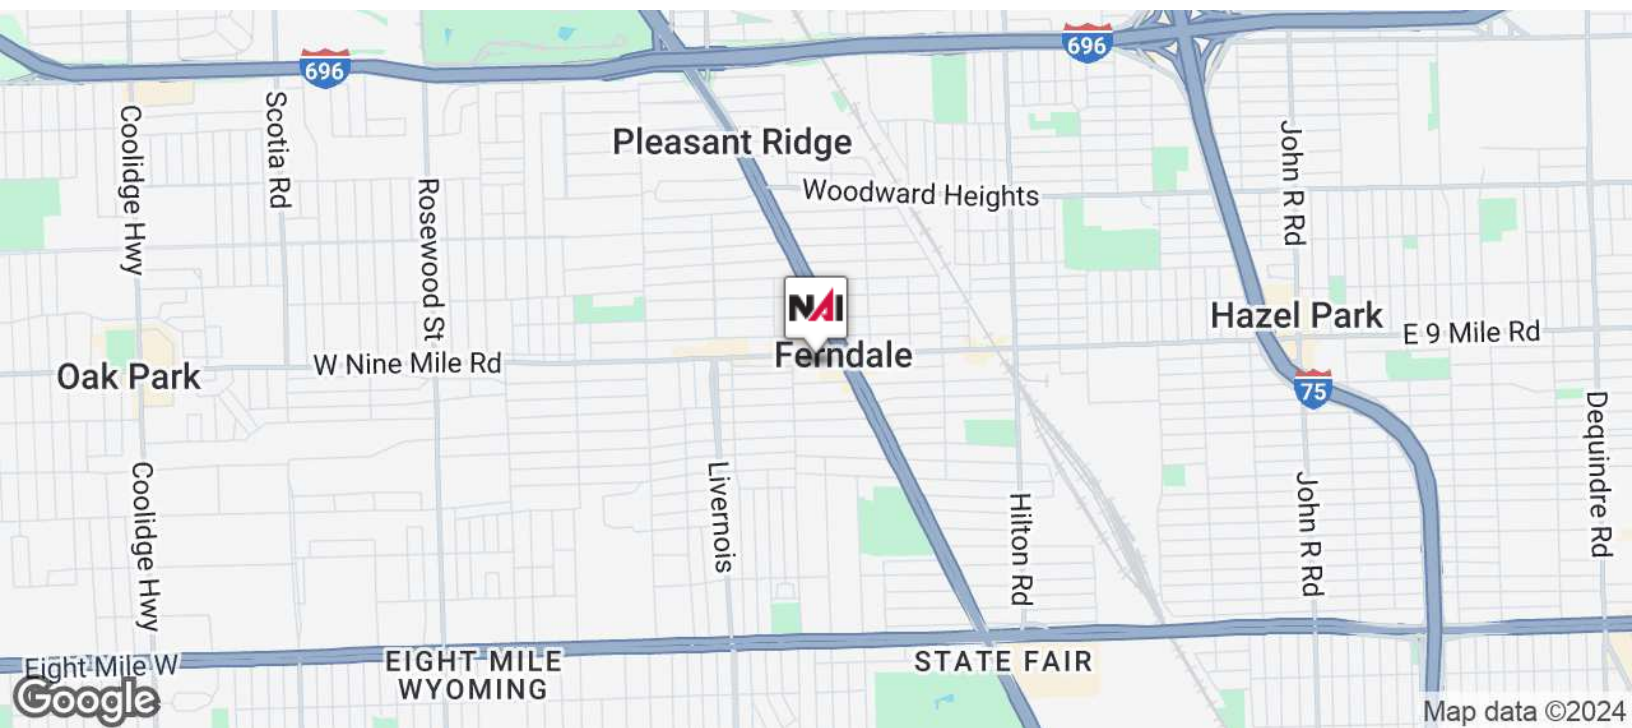 696
696
Coolidge Hwy
Scotia Rd
Pleasant Ridge
John R Rd
Rosewood St
Woodward Heights
NAI
Hazel Park
E 9 Mile Rd
W Nine Mile Rd
Ferndale
Oak Park
75
Dequindre Rd
Coolidge Hwy
Livernois
Hilton Rd
John R Rd
Eight Mile W
EIGHT MILE
WYOMING
STATE FAIR
Google
Map data ©2024